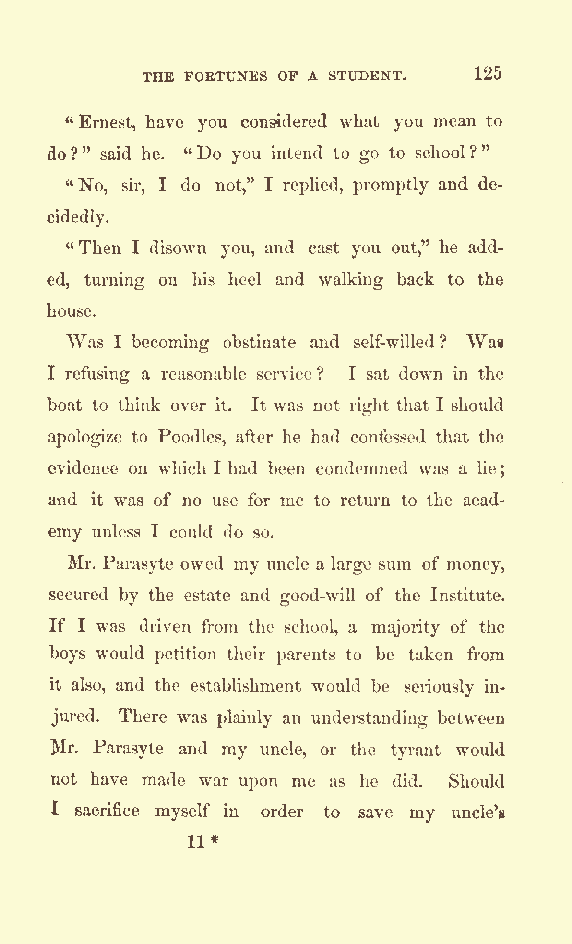 THE FORTUNES OF A STUDENT. 125
"Ernest, have you considered what you mean to
do?" said he. "Do you intend to go to school?"
"No, sir, I do not," I replied, promptly and de-
cidedly.
"Then I disown you, and cast you out," he add-
ed, turning on his heel and walking back to the
house.
Was I becoming obstinate and self-willed? Was
I refusing a reasonable service? I sat down in the
boat to think over it. It was not right that I should
apologize to Poodles, after he had confessed that the
evidence on which I had been condemned was a lie;
and it was of no use for me to return to the acad-
emy unless I could do so.
Mr. Parasyte owed my uncle a large sum of money,
secured by the estate and good-will of the Institute.
If I was driven from the school, a majority of the
boys would petition their parents to be taken from
it also, and the establishment would be seriously in-
jured. There was plainly an understanding between
Mr. Parasyte and my uncle, or the tyrant would
not have made war upon me as he did. Should
I sacrifice myself in order to save my uncle's
11 *